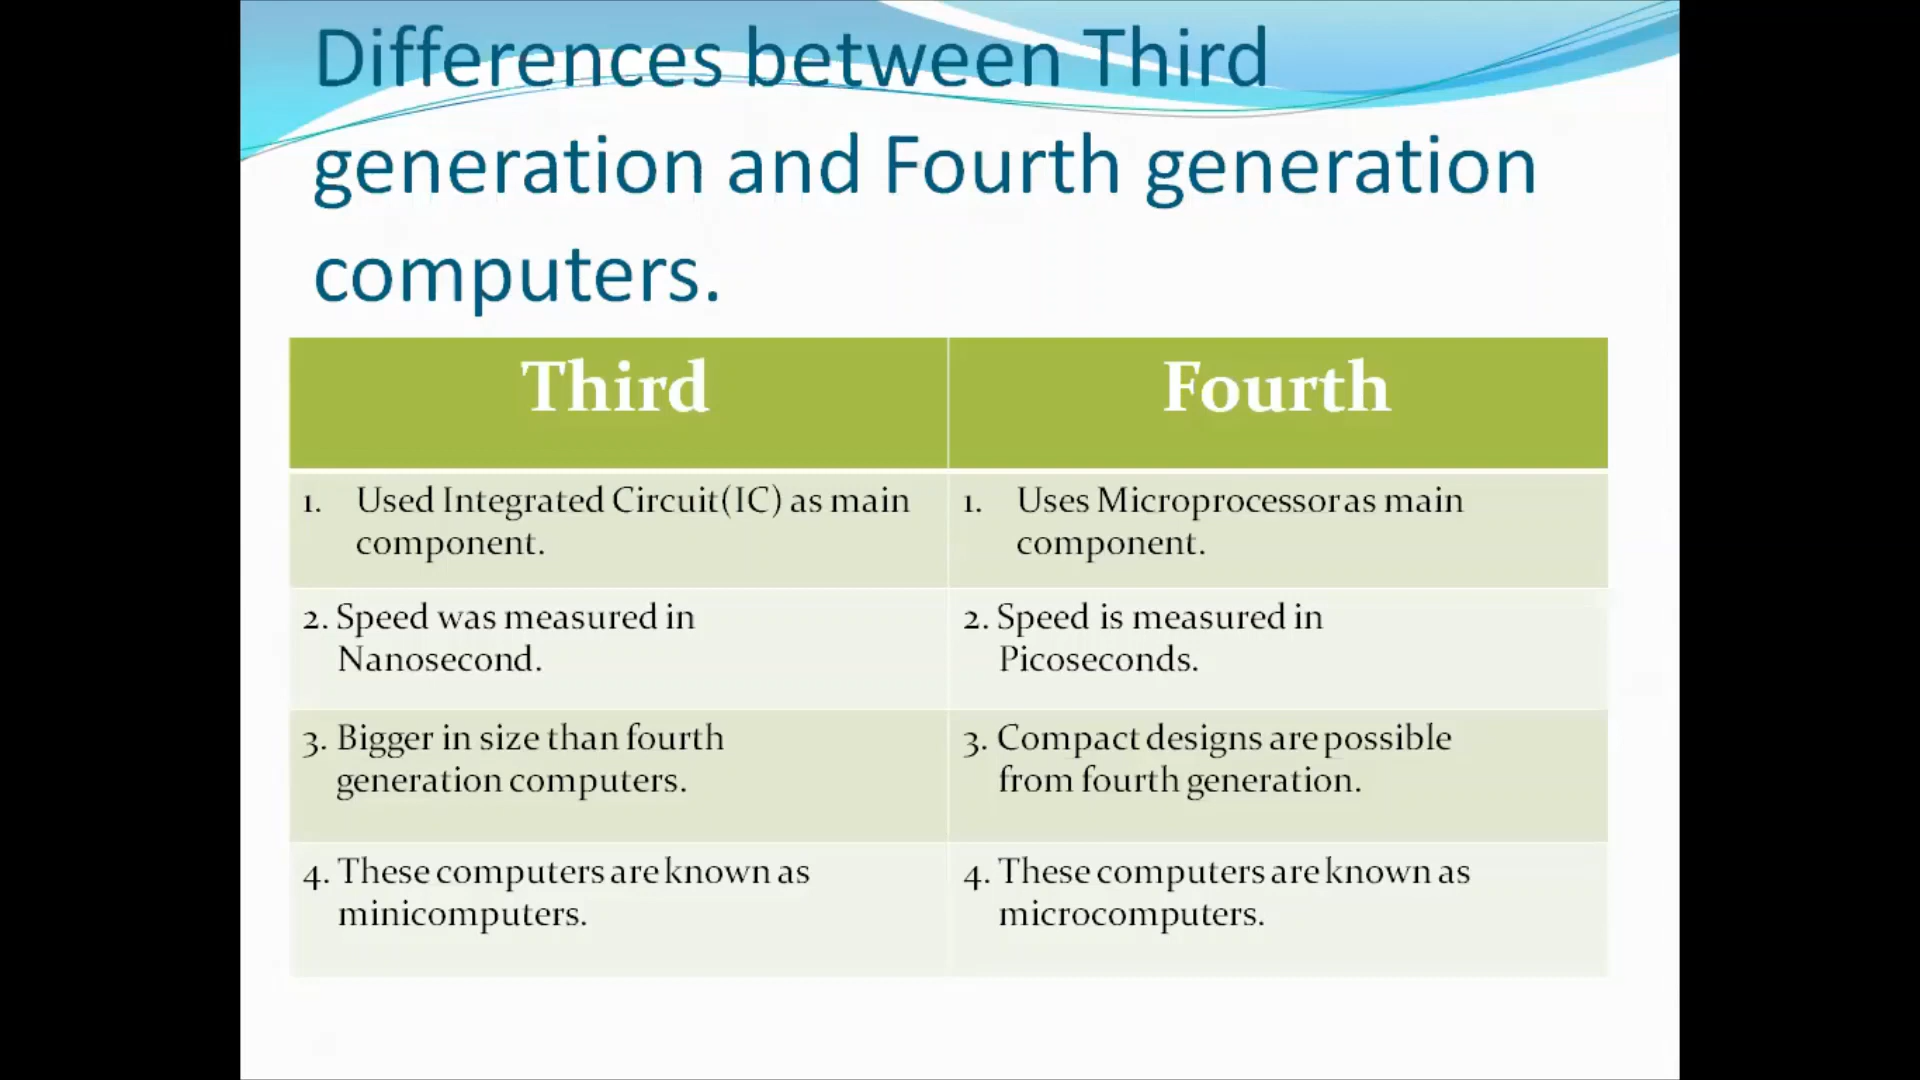 Differences between Third
generation and Fourth generation
computers.
Third
Fourth
1. Used Integrated Circuit(IC) as main
component.
1. Uses Microprocessor as main
component.
2. Speed was measured in
Nanosecond.
2. Speed is measured in
Picoseconds.
3. Bigger in size than fourth
generation computers.
3. Compact designs are possible
from fourth generation.
4. These computers are known as
minicomputers.
4. These computers are known as
microcomputers.